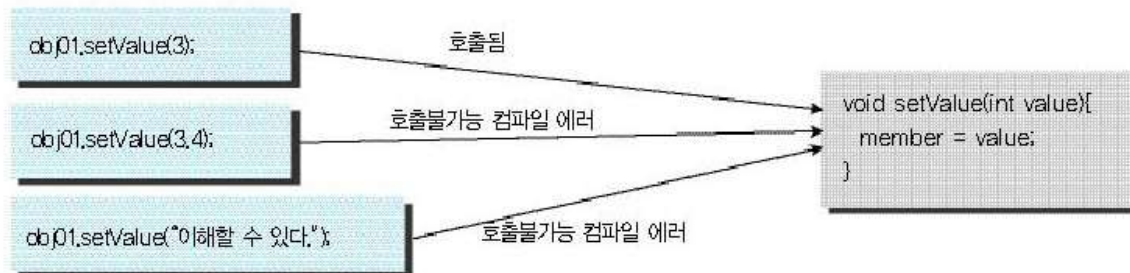 obj01.setValue(3);
호출됨
obj01.setValue(3.4);
호출불가능 컴파일 에러
obj01.setValue("이해할 수 있다.");
호출불가능 컴파일 에러
void setValue(int value){
member = value;
}